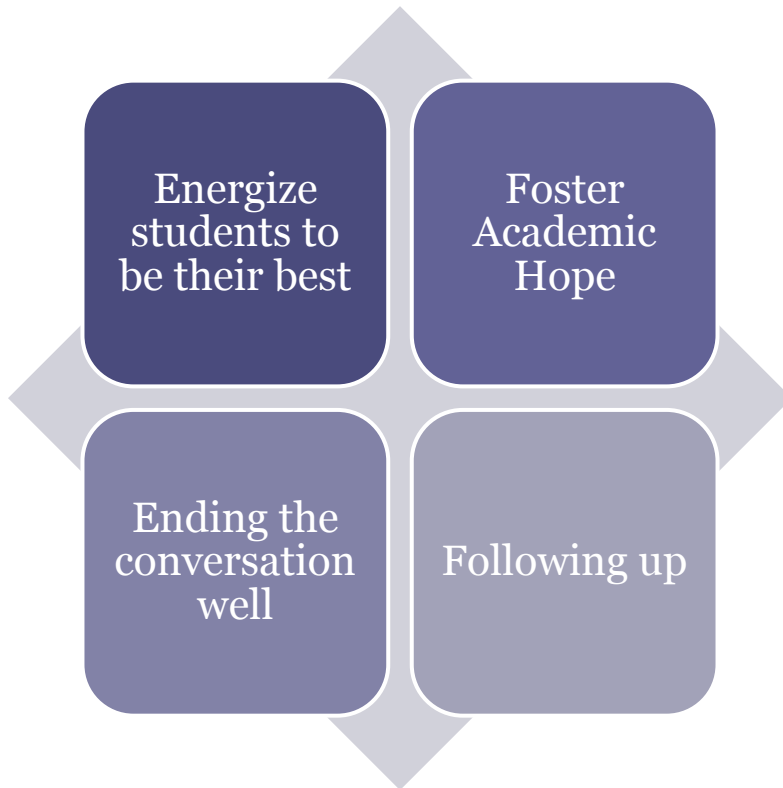 Energize
students to
be their best
Foster
Academic
Hope
Ending the
conversation
well
Following up